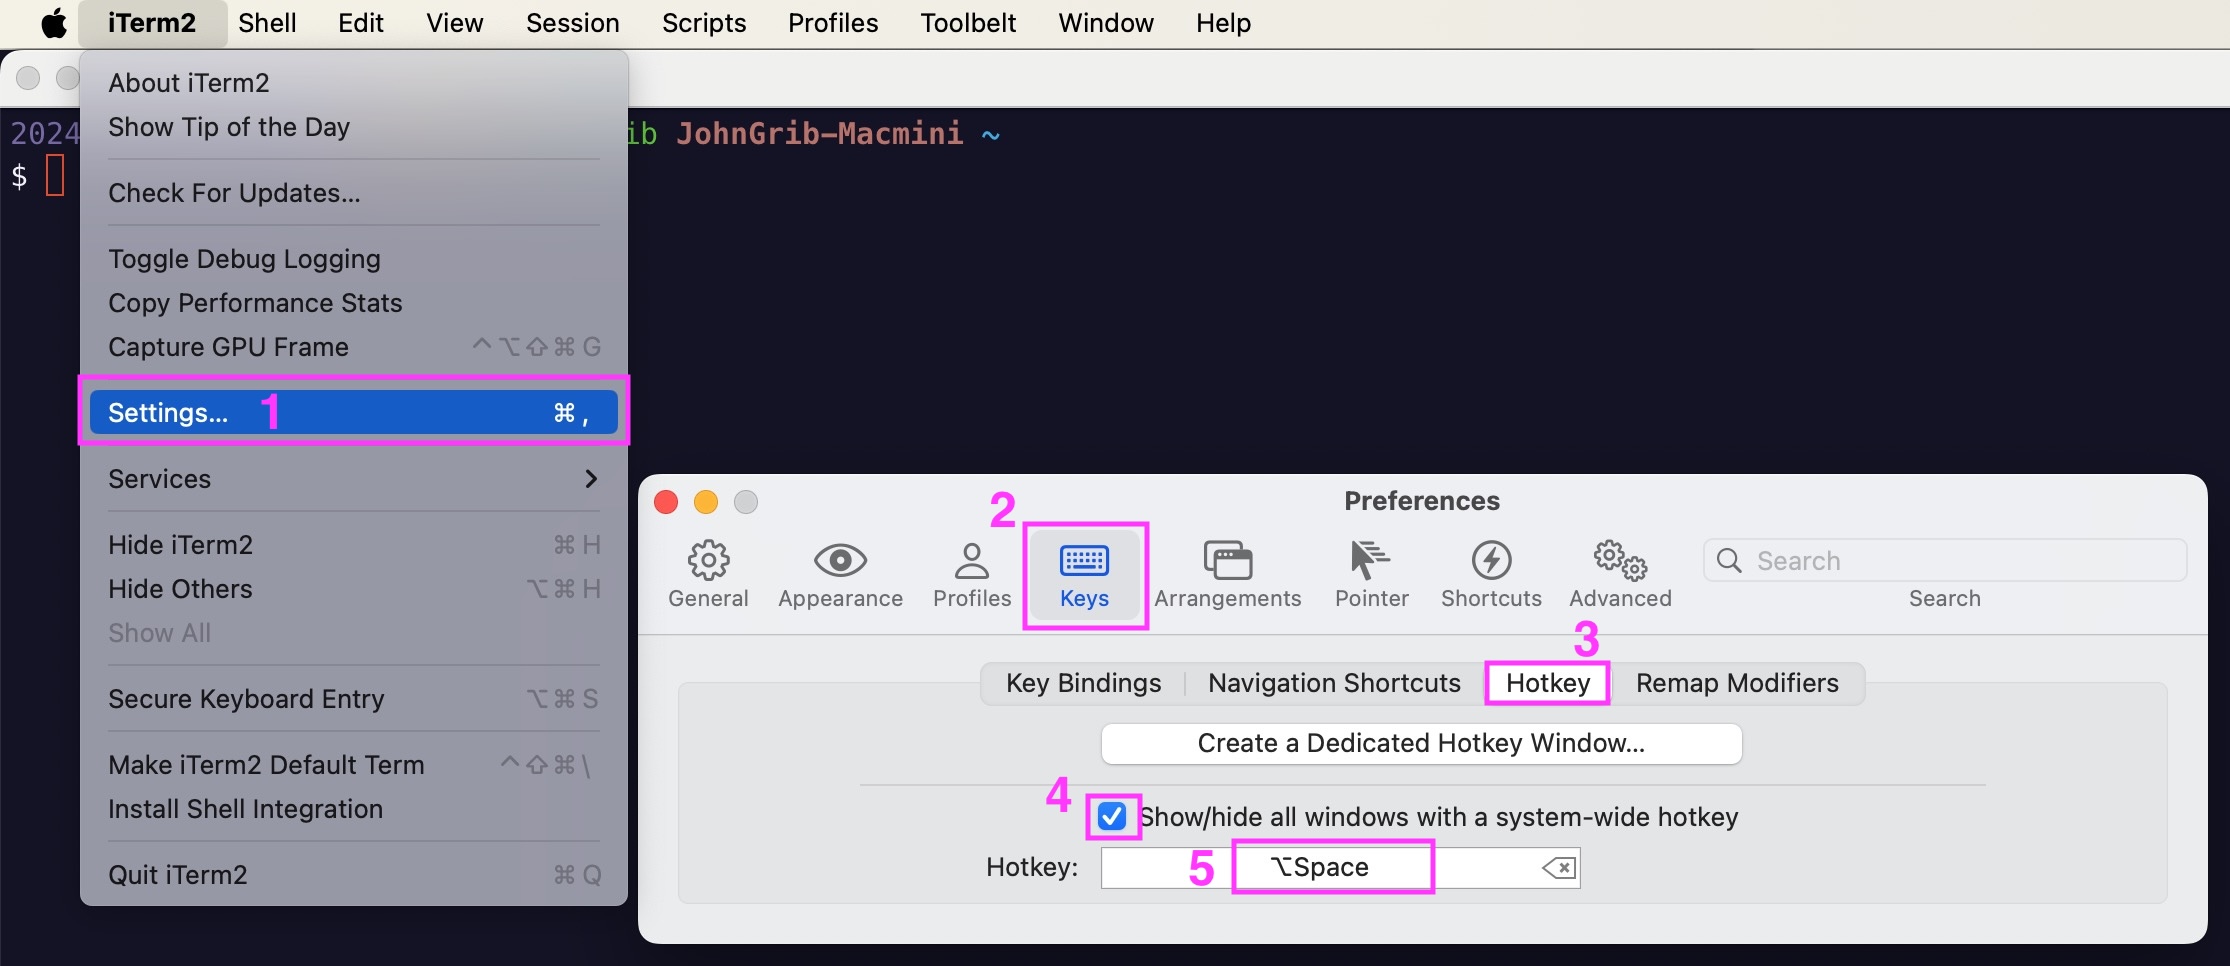 iTerm2 Shell Edit View Session Scripts Profiles Toolbelt Window Help
About iTerm2
Show Tip of the Day
2024
ib JohnGrib-Macmini ~
$
Check For Updates...
Toggle Debug Logging
Copy Performance Stats
Capture GPU Frame ^⌥⇧⌘G
Settings... 1 ⌘,
Services
Hide iTerm2 ⌘H
Hide Others ⌥⌘H
Show All
Secure Keyboard Entry ⌥⌘S
Make iTerm2 Default Term ^⇧⌘\
Install Shell Integration
Quit iTerm2 ⌘Q
Preferences
2
General Appearance Profiles Keys Arrangements Pointer Shortcuts Advanced
Search
Search
3
Key Bindings Navigation Shortcuts Hotkey Remap Modifiers
Create a Dedicated Hotkey Window...
4
Show/hide all windows with a system-wide hotkey
Hotkey: 5 ⌥Space